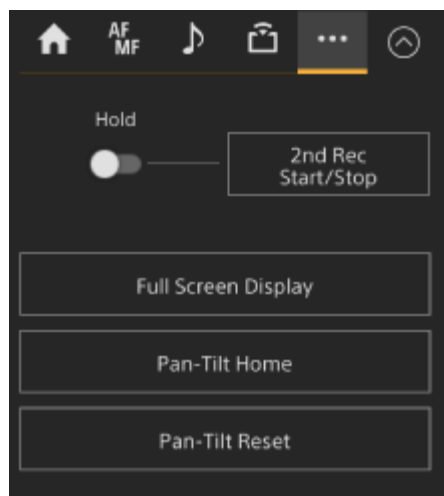 AF
MF
Hold
2nd Rec
Start/Stop
Full Screen Display
Pan-Tilt Home
Pan-Tilt Reset